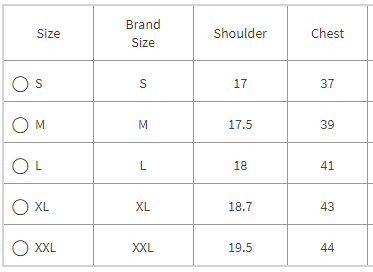 Size Brand Size Shoulder Chest
S S 17 37
M M 17.5 39
L L 18 41
XL XL 18.7 43
XXL XXL 19.5 44